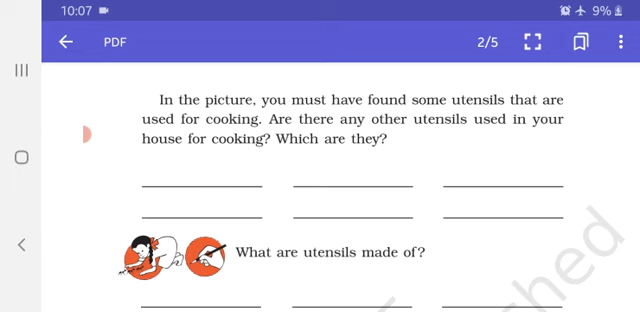 10:07
9%
PDF
2/5
In the picture, you must have found some utensils that are
used for cooking. Are there any other utensils used in your
house for cooking? Which are they?
What are utensils made of?
hed